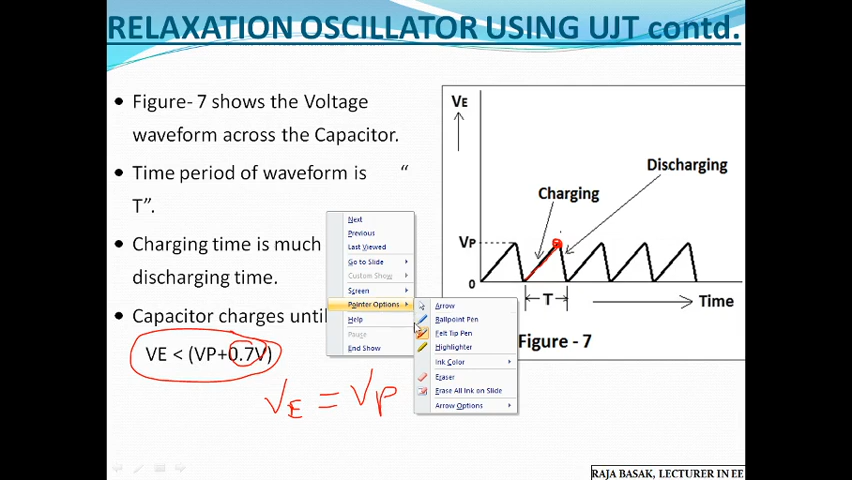 RELAXATION OSCILLATOR USING UJT contd.
Figure- 7 shows the Voltage
waveform across the Capacitor.
Time period of waveform is “
T”.
Charging time is much
discharging time.
Capacitor charges until
VE < (VP+0.7V)
VE = VP
Next
Previous
Last Viewed
Go to Slide
Custom Show
Screen
Pointer Options
Help
Pause
End Show
Arrow
Ballpoint Pen
Felt Tip Pen
Highlighter
Ink Color
Eraser
Erase All Ink on Slide
Arrow Options
VE
Discharging
Charging
VP
0
T
Time
Figure - 7
RAJA BASAK, LECTURER IN EE